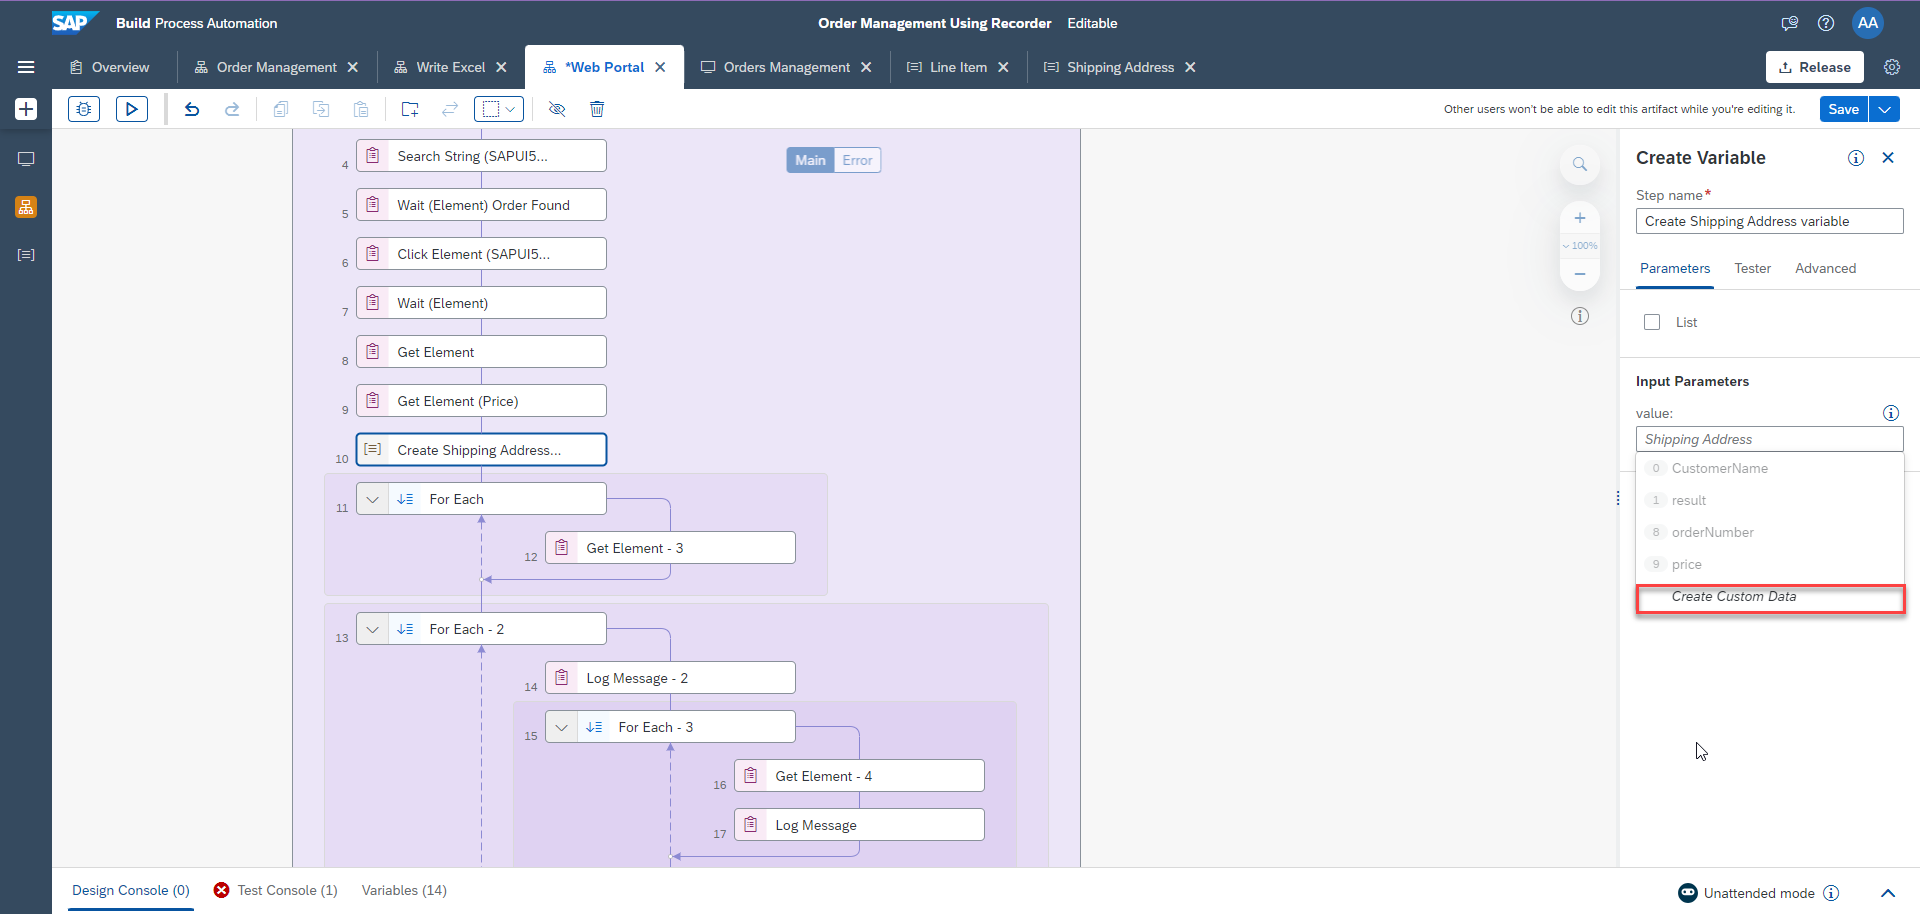 SAP Build Process Automation
Order Management Using Recorder Editable
AA
Overview
Order Management
Write Excel
*Web Portal
Orders Management
Line Item
Shipping Address
Release
Other users won't be able to edit this artifact while you're editing it.
Save
4 Search String (SAPUI5...
Main Error
5 Wait (Element) Order Found
6 Click Element (SAPUI5...
7 Wait (Element)
8 Get Element
9 Get Element (Price)
10 Create Shipping Address...
11 For Each
12 Get Element - 3
13 For Each - 2
14 Log Message - 2
15 For Each - 3
16 Get Element - 4
17 Log Message
100%
Create Variable
Step name*
Create Shipping Address variable
Parameters Tester Advanced
List
Input Parameters
value:
Shipping Address
0 CustomerName
1 result
8 orderNumber
9 price
Create Custom Data
Design Console (0) Test Console (1) Variables (14)
Unattended mode